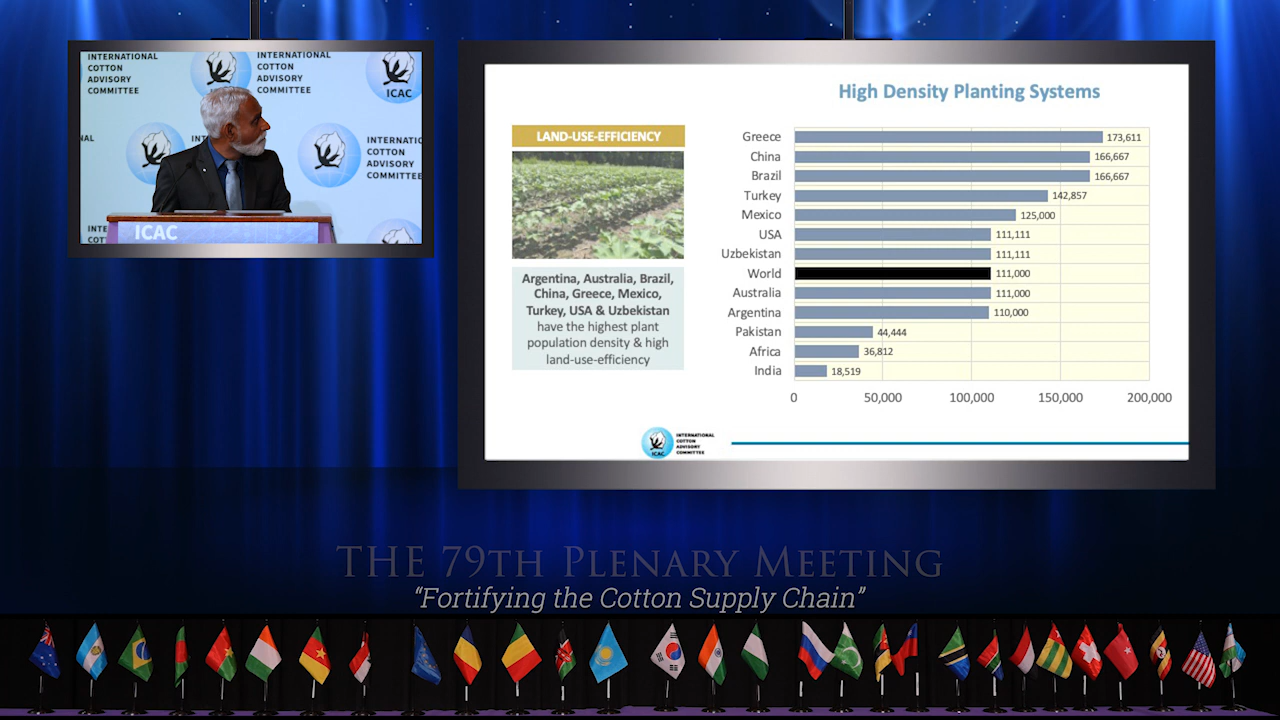 INTERNATIONAL
COTTON
ADVISORY
COMMITTEE
INTERNATIONAL
COTTON
ADVISORY
COMMITTEE
ICAC
INTERNATIC
COTTON
ADVISORY
COMMITTEE
ICAC
High Density Planting Systems
LAND-USE-EFFICIENCY
Argentina, Australia, Brazil,
China, Greece, Mexico,
Turkey, USA & Uzbekistan
have the highest plant
population density & high
land-use-efficiency
Greece 173,611
China 166,667
Brazil 166,667
Turkey 142,857
Mexico 125,000
USA 111,111
Uzbekistan 111,111
World 111,000
Australia 111,000
Argentina 110,000
Pakistan 44,444
Africa 36,812
India 18,519
0 50,000 100,000 150,000 200,000
ICAC
INTERNATIONAL
COTTON
ADVISORY
COMMITTEE
THE 79TH PLENARY MEETING
“Fortifying the Cotton Supply Chain”